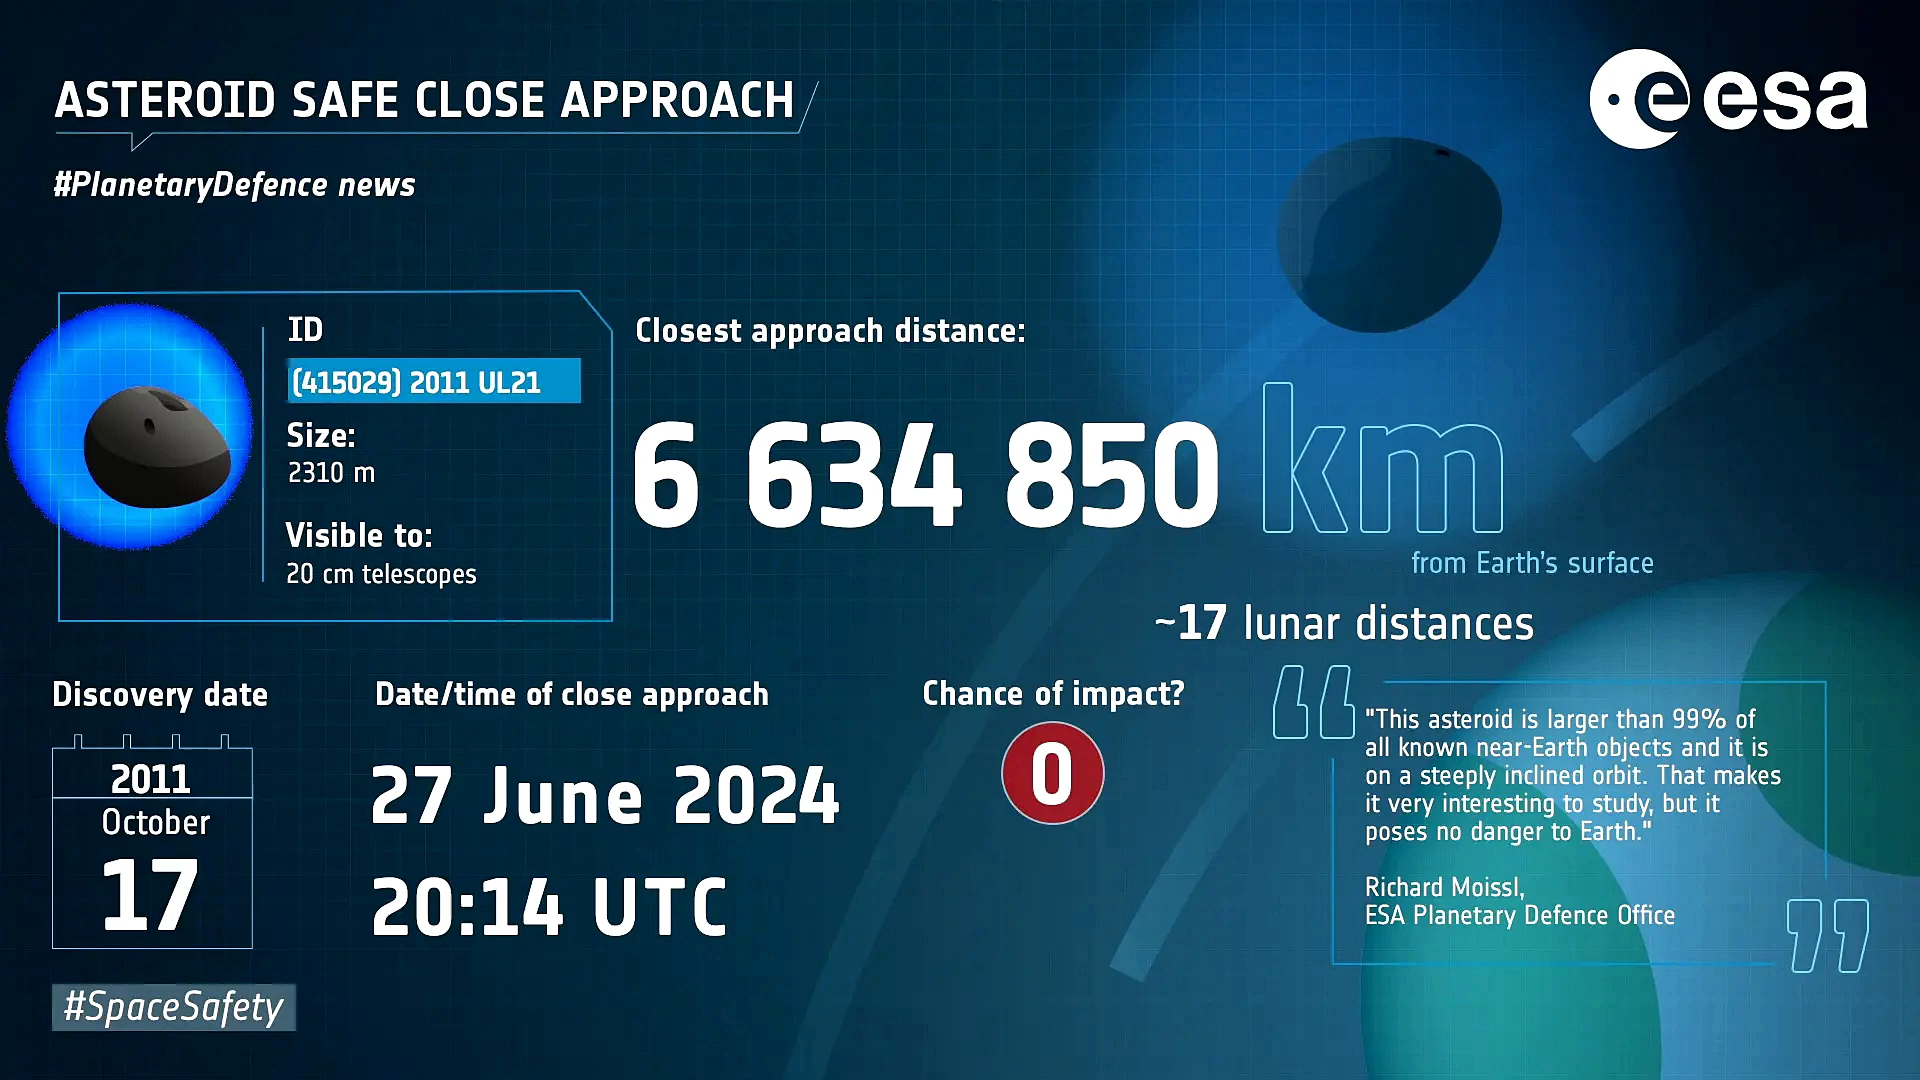 ASTEROID SAFE CLOSE APPROACH
esa
#PlanetaryDefence news
ID
(415029) 2011 UL21
Size:
2310 m
Visible to:
20 cm telescopes
Closest approach distance:
6 634 850 km
from Earth's surface
~17 lunar distances
Discovery date
2011
October
17
Date/time of close approach
27 June 2024
20:14 UTC
Chance of impact?
0
"This asteroid is larger than 99% of
all known near-Earth objects and it is
on a steeply inclined orbit. That makes
it very interesting to study, but it
poses no danger to Earth."
Richard Moissl,
ESA Planetary Defence Office
#SpaceSafety